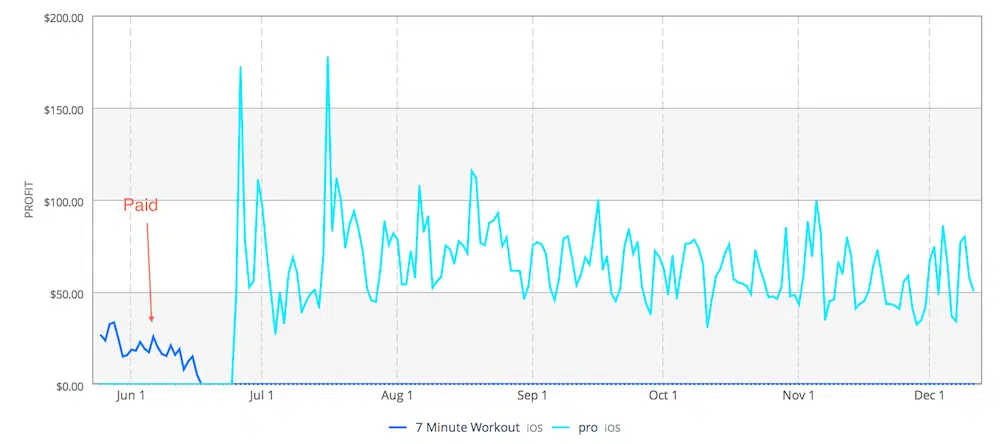 $200.00
$150.00
$100.00
$50.00
$0.00
PROFIT
Paid
Jun 1 Jul 1 Aug 1 Sep 1 Oct 1 Nov 1 Dec 1
7 Minute Workout iOS pro iOS